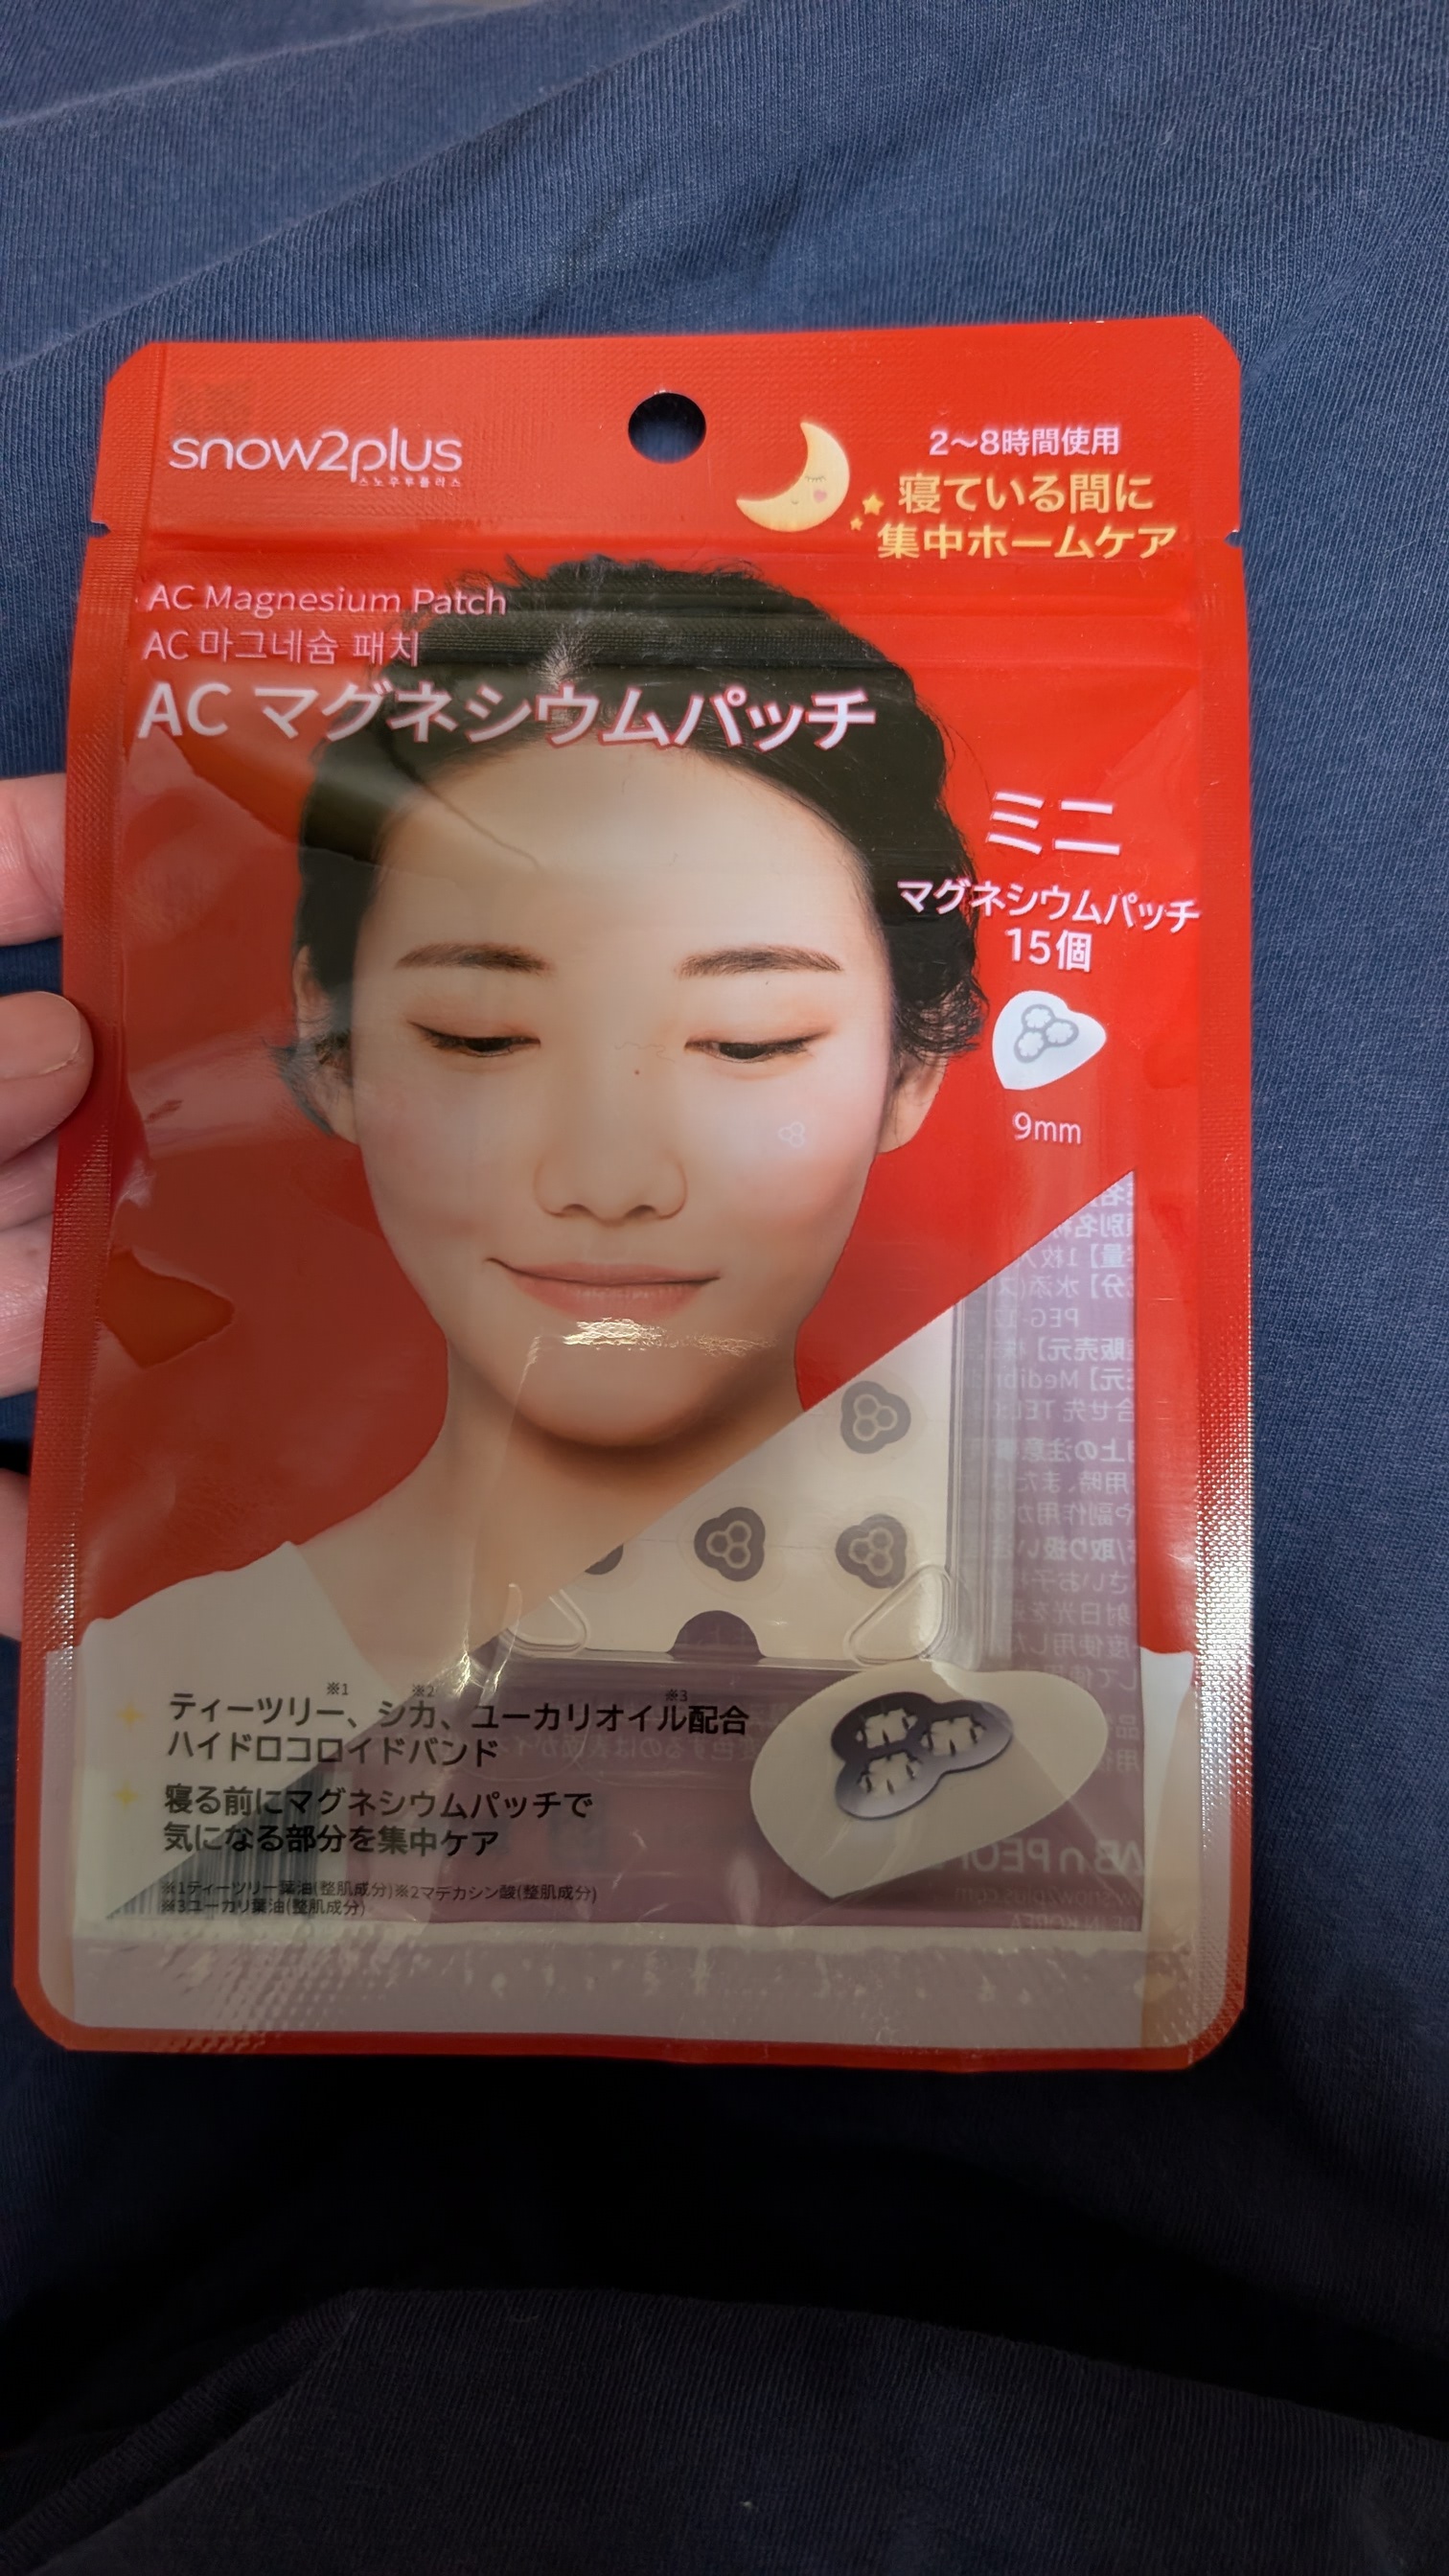 snow2plus
스노우투플러스
2～8時間使用
寝ている間に
集中ホームケア
AC Magnesium Patch
AC 마그네슘 패치
AC マグネシウムパッチ
ミニ
マグネシウムパッチ
15個
9mm
※1 ※2 ※3
ティーツリー、シカ、ユーカリオイル配合
ハイドロコロイドバンド
寝る前にマグネシウムパッチで
気になる部分を集中ケア
※1ティーツリー葉油(整肌成分)※2マデカシン酸(整肌成分)
※3ユーカリ葉油(整肌成分)